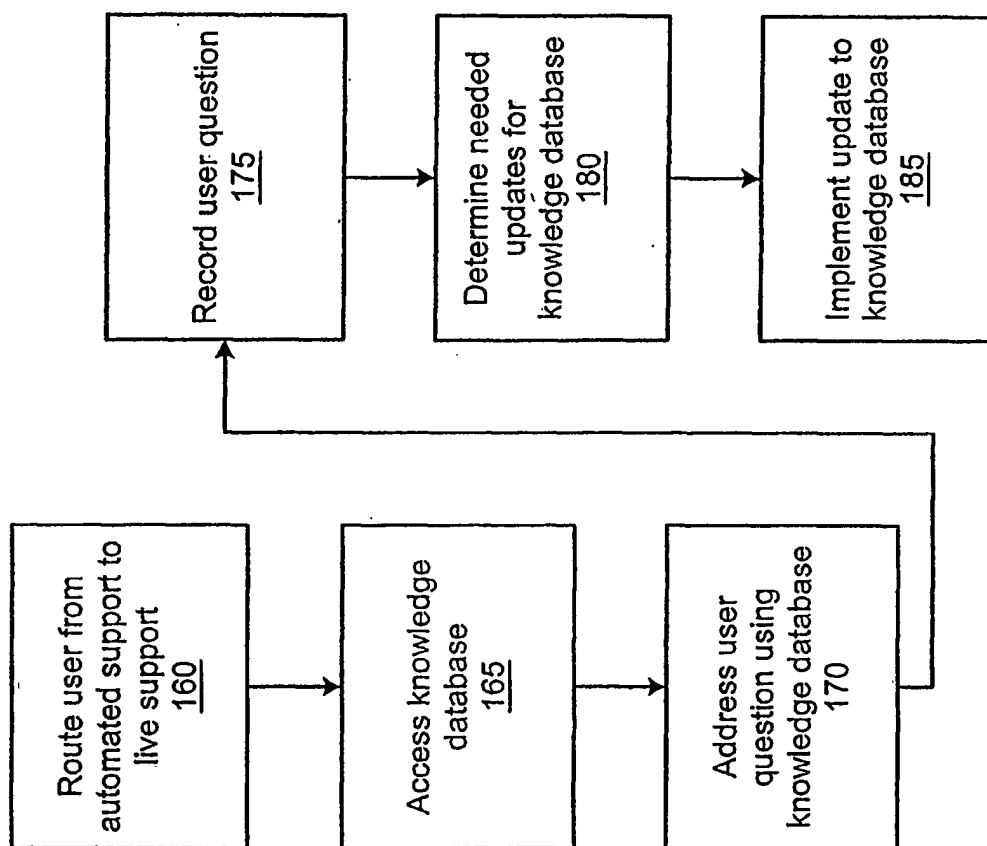 Route user from
automated support to
live support
160
Access knowledge
database
165
Address user
question using
knowledge database
170
Record user question
175
Determine needed
updates for
knowledge database
180
Implement update to
knowledge database
185